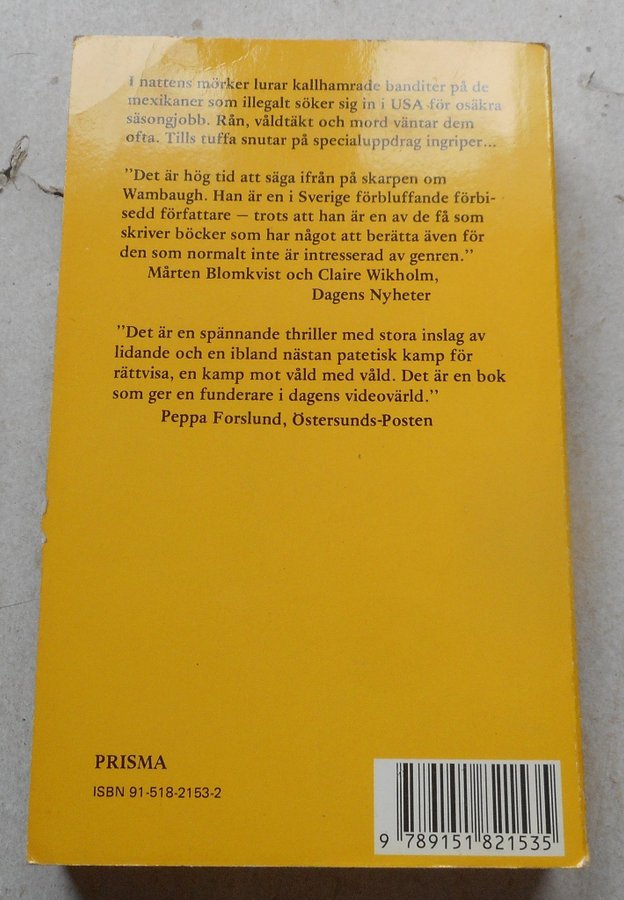 I nattens mörker lurar kallhamrade banditer på de
mexikaner som illegalt söker sig in i USA för osäkra
säsongjobb. Rån, våldtäkt och mord väntar dem
ofta. Tills tuffa snutar på specialuppdrag ingriper...
”Det är hög tid att säga ifrån på skarpen om
Wambaugh. Han är en i Sverige förbluffande förbi-
sedd författare — trots att han är en av de få som
skriver böcker som har något att berätta även för
den som normalt inte är intresserad av genren.”
Mårten Blomkvist och Claire Wikholm,
Dagens Nyheter
”Det är en spännande thriller med stora inslag av
lidande och en ibland nästan patetisk kamp för
rättvisa, en kamp mot våld med våld. Det är en bok
som ger en funderare i dagens videovärld.”
Peppa Forslund, Östersunds-Posten
PRISMA
ISBN 91-518-2153-2
9 789151 821535